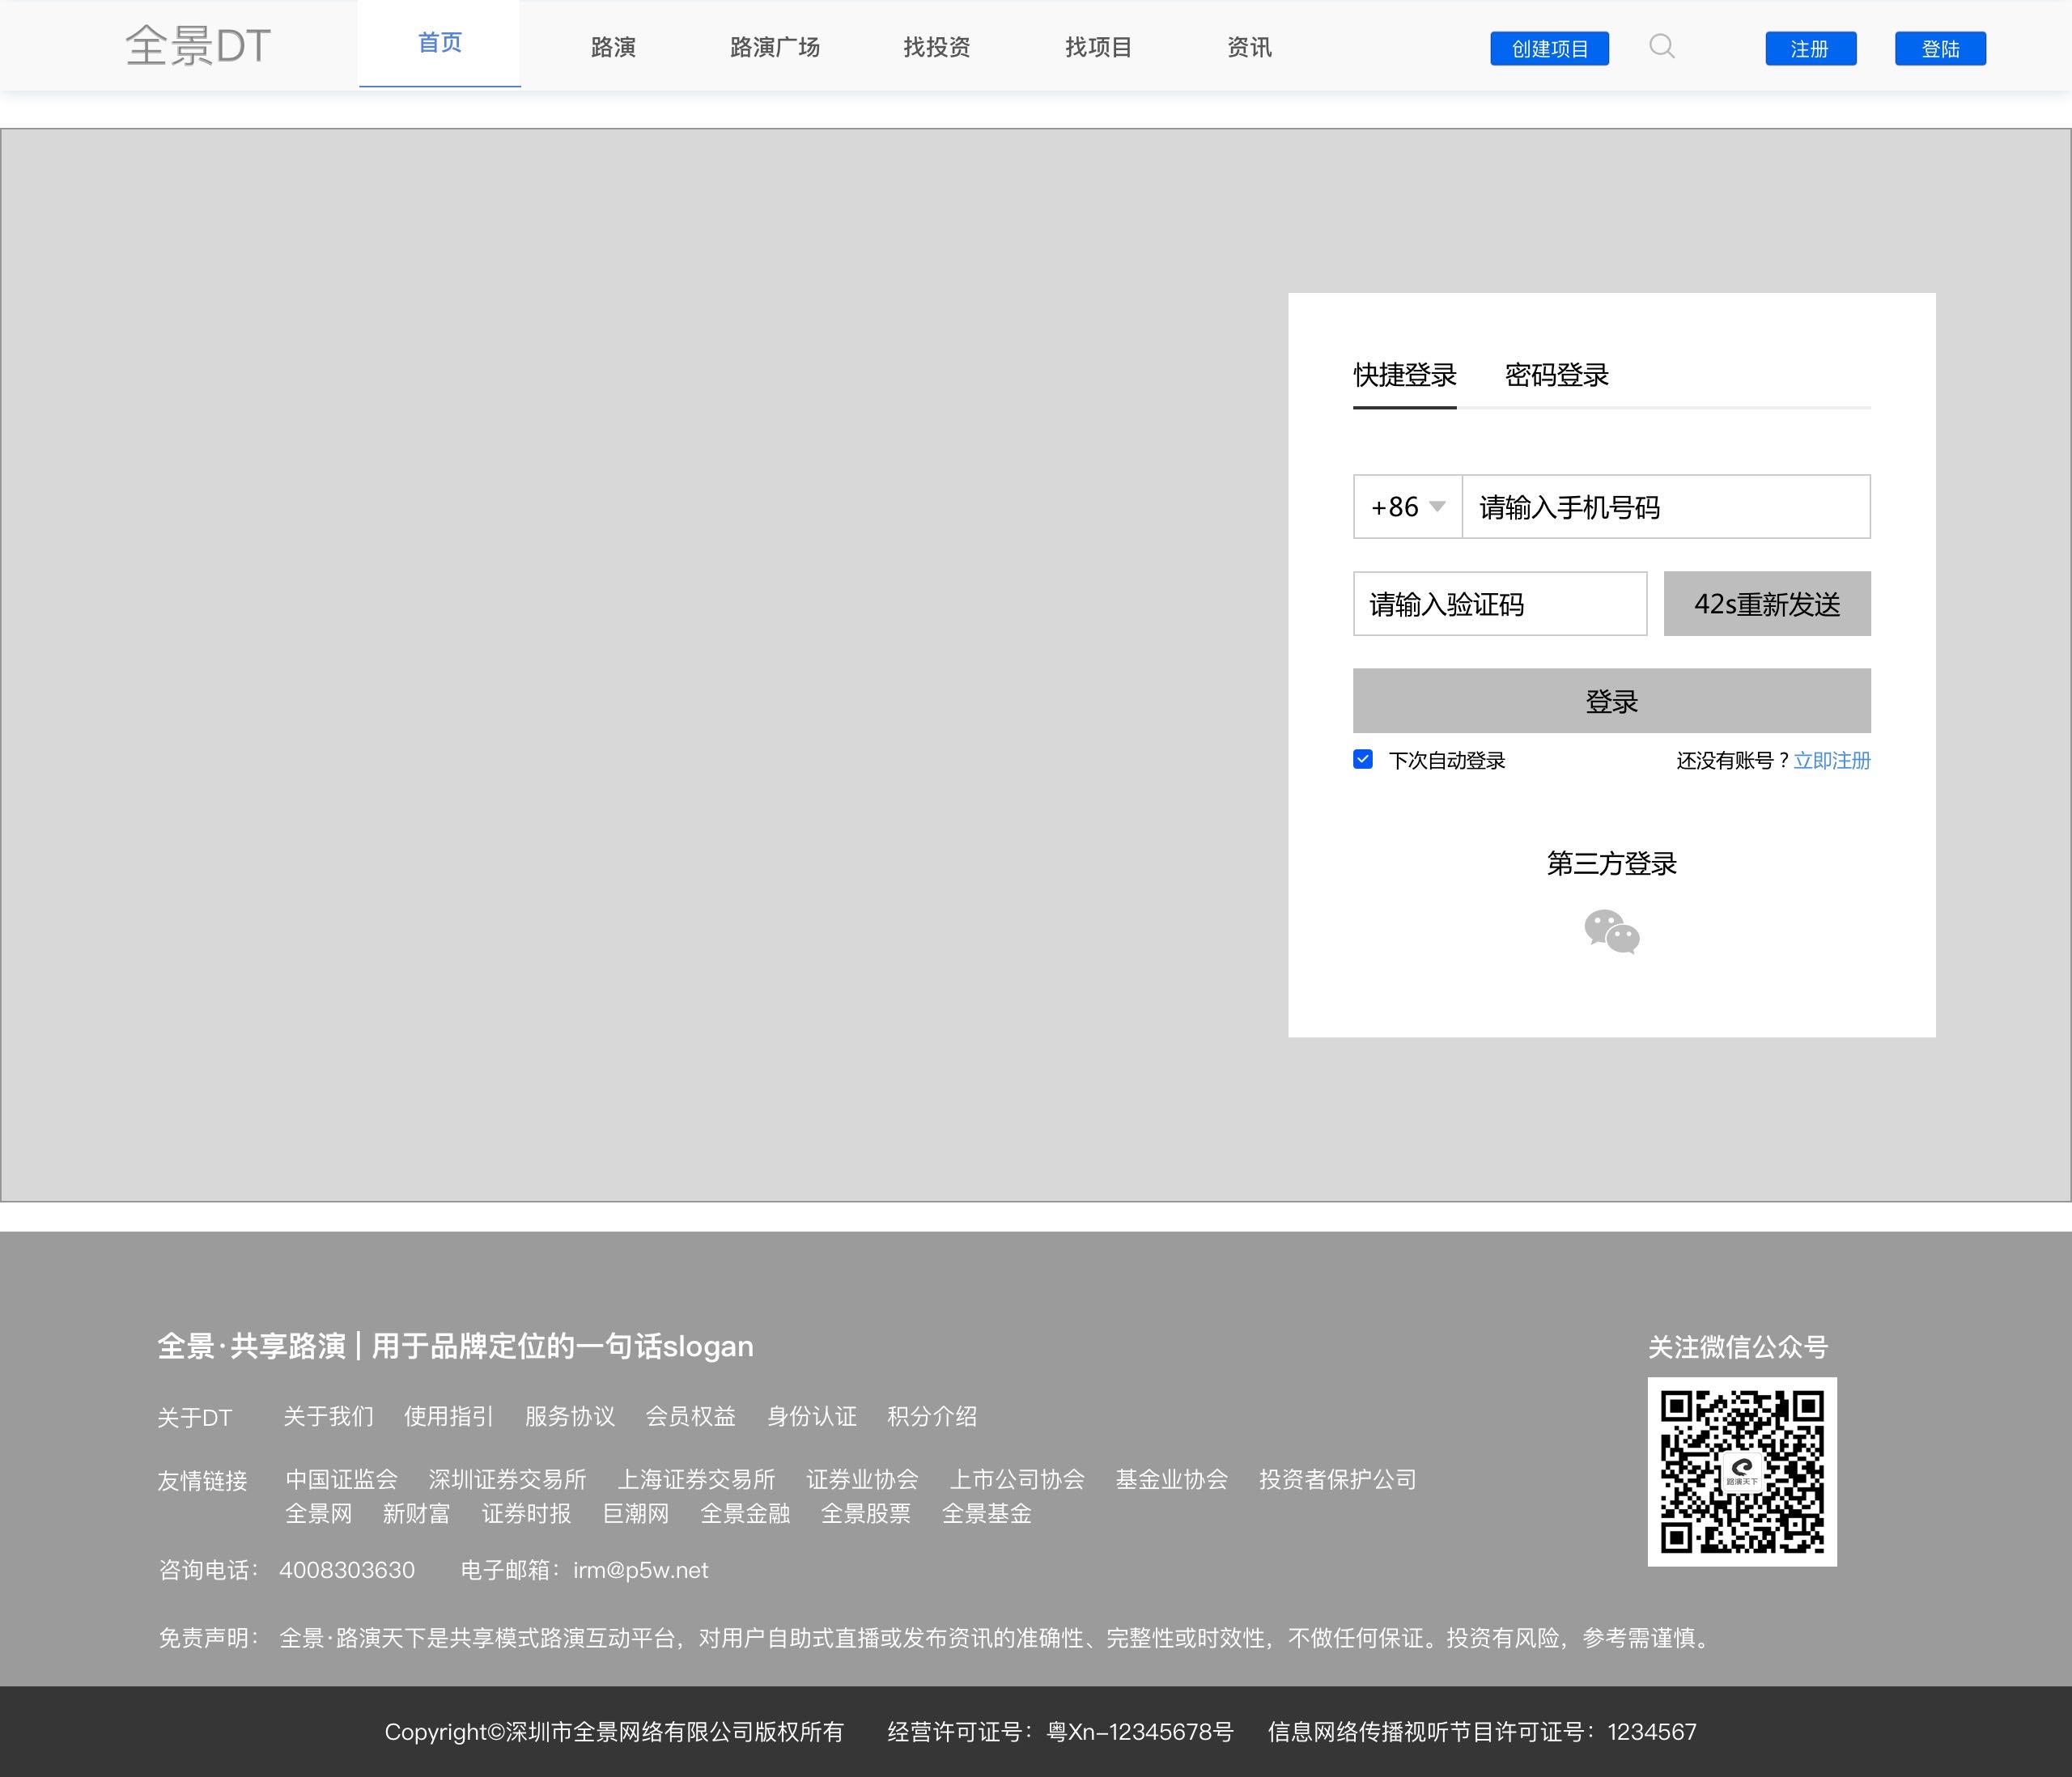 全景DT 首页 路演 路演广场 找投资 找项目 资讯 创建项目 注册 登陆
快捷登录 密码登录
+86 请输入手机号码
请输入验证码 42s重新发送
登录
下次自动登录 还没有账号？立即注册
第三方登录
全景·共享路演 | 用于品牌定位的一句话slogan
关注微信公众号
关于DT 关于我们 使用指引 服务协议 会员权益 身份认证 积分介绍
友情链接 中国证监会 深圳证券交易所 上海证券交易所 证券业协会 上市公司协会 基金业协会 投资者保护公司
路演天下
全景网 新财富 证券时报 巨潮网 全景金融 全景股票 全景基金
咨询电话： 4008303630 电子邮箱：irm@p5w.net
免责声明： 全景·路演天下是共享模式路演互动平台，对用户自助式直播或发布资讯的准确性、完整性或时效性，不做任何保证。投资有风险，参考需谨慎。
Copyright©深圳市全景网络有限公司版权所有 经营许可证号：粤Xn-12345678号 信息网络传播视听节目许可证号：1234567